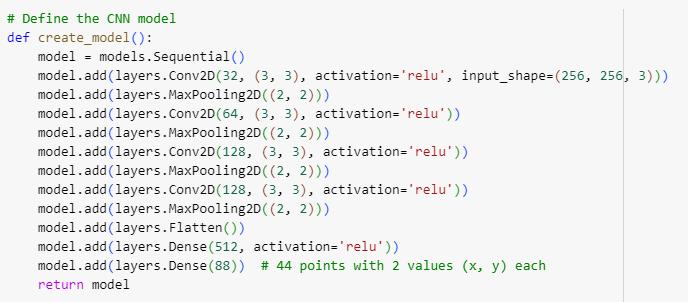 # Define the CNN model
def create_model():
    model = models.Sequential()
    model.add(layers.Conv2D(32, (3, 3), activation='relu', input_shape=(256, 256, 3)))
    model.add(layers.MaxPooling2D((2, 2)))
    model.add(layers.Conv2D(64, (3, 3), activation='relu'))
    model.add(layers.MaxPooling2D((2, 2)))
    model.add(layers.Conv2D(128, (3, 3), activation='relu'))
    model.add(layers.MaxPooling2D((2, 2)))
    model.add(layers.Conv2D(128, (3, 3), activation='relu'))
    model.add(layers.MaxPooling2D((2, 2)))
    model.add(layers.Flatten())
    model.add(layers.Dense(512, activation='relu'))
    model.add(layers.Dense(88))  # 44 points with 2 values (x, y) each
    return model